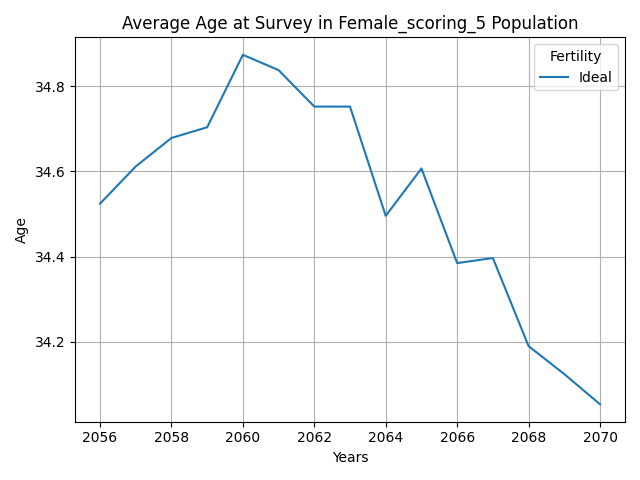 Average Age at Survey in Female_scoring_5 Population
Fertility
Ideal
34.8
34.6
34.4
34.2
Age
2056 2058 2060 2062 2064 2066 2068 2070
Years